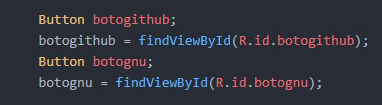 Button botogithub;
botogithub = findViewById(R.id.botogithub);
Button botognu;
botognu = findViewById(R.id.botognu);